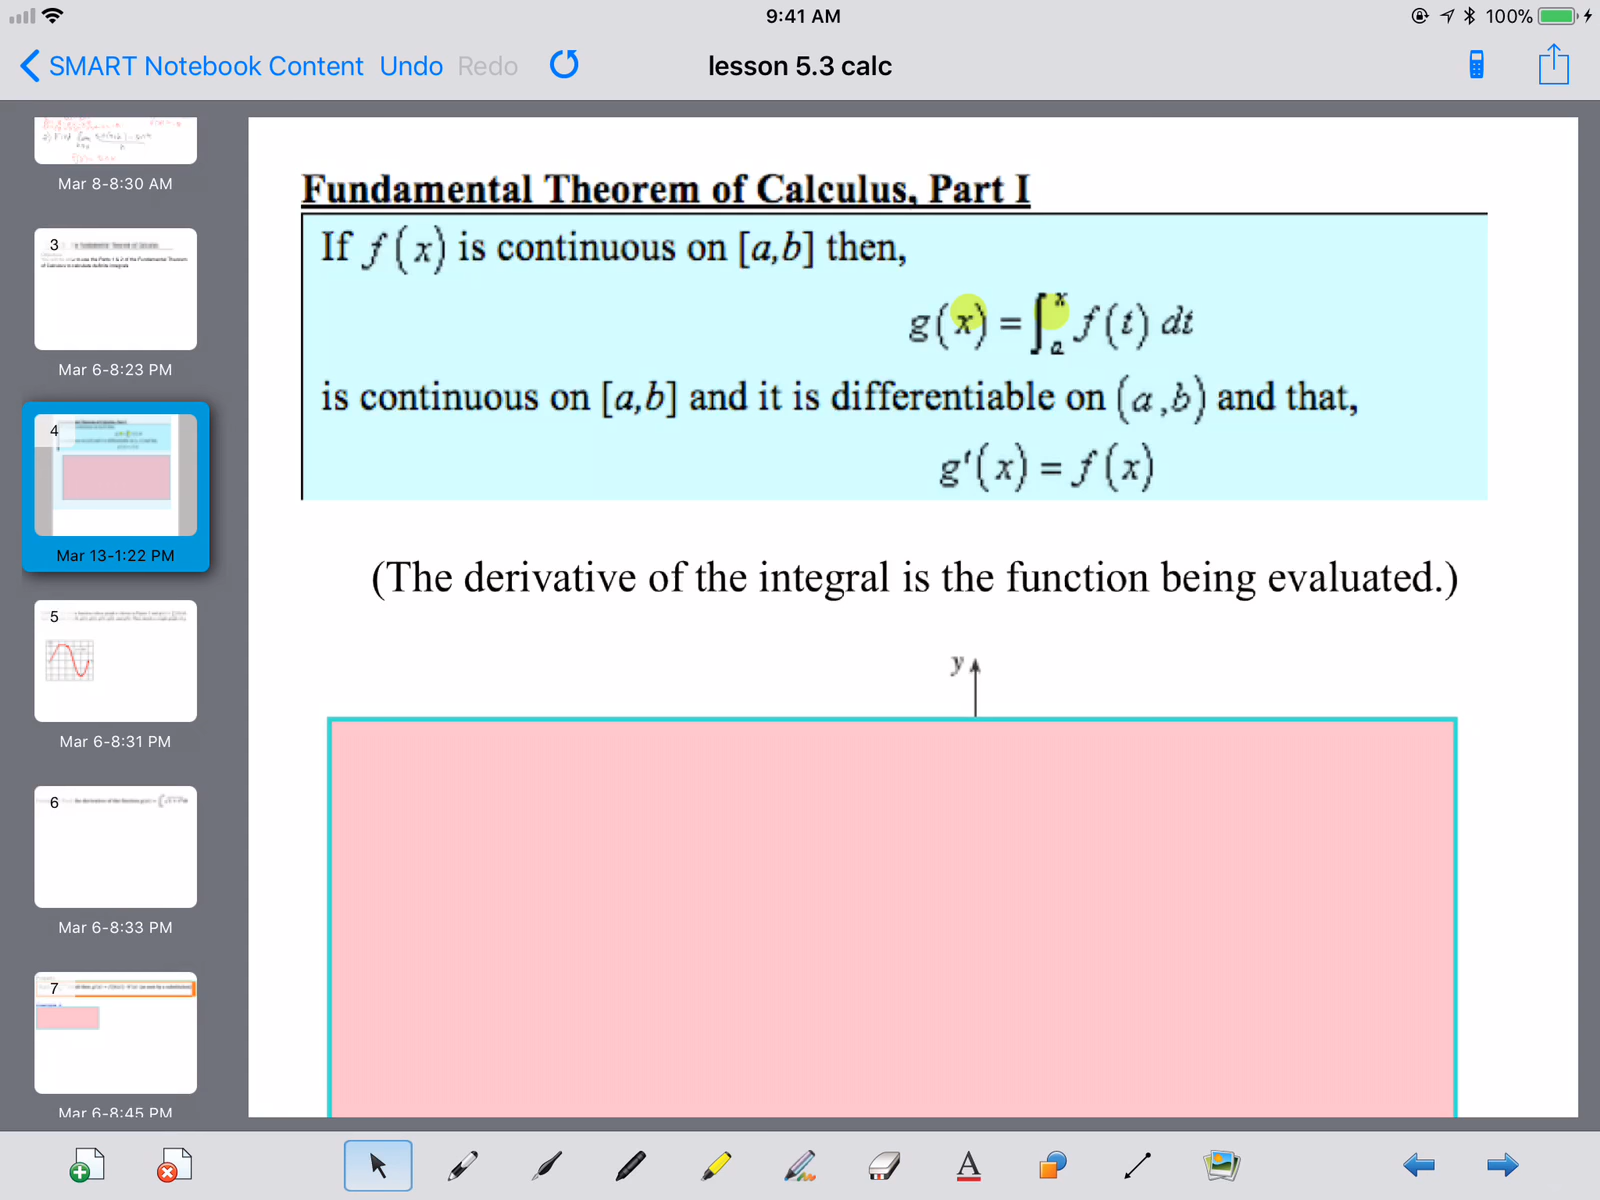 9:41 AM
100%
SMART Notebook Content Undo Redo
lesson 5.3 calc
Mar 8-8:30 AM
3
Mar 6-8:23 PM
4
Mar 13-1:22 PM
5
Mar 6-8:31 PM
6
Mar 6-8:33 PM
7
Mar 6-8:45 PM
Fundamental Theorem of Calculus, Part I
If f(x) is continuous on [a,b] then,
g(x) = ∫ₐˣ f(t) dt
is continuous on [a,b] and it is differentiable on (a,b) and that,
g'(x) = f(x)
(The derivative of the integral is the function being evaluated.)
y
A